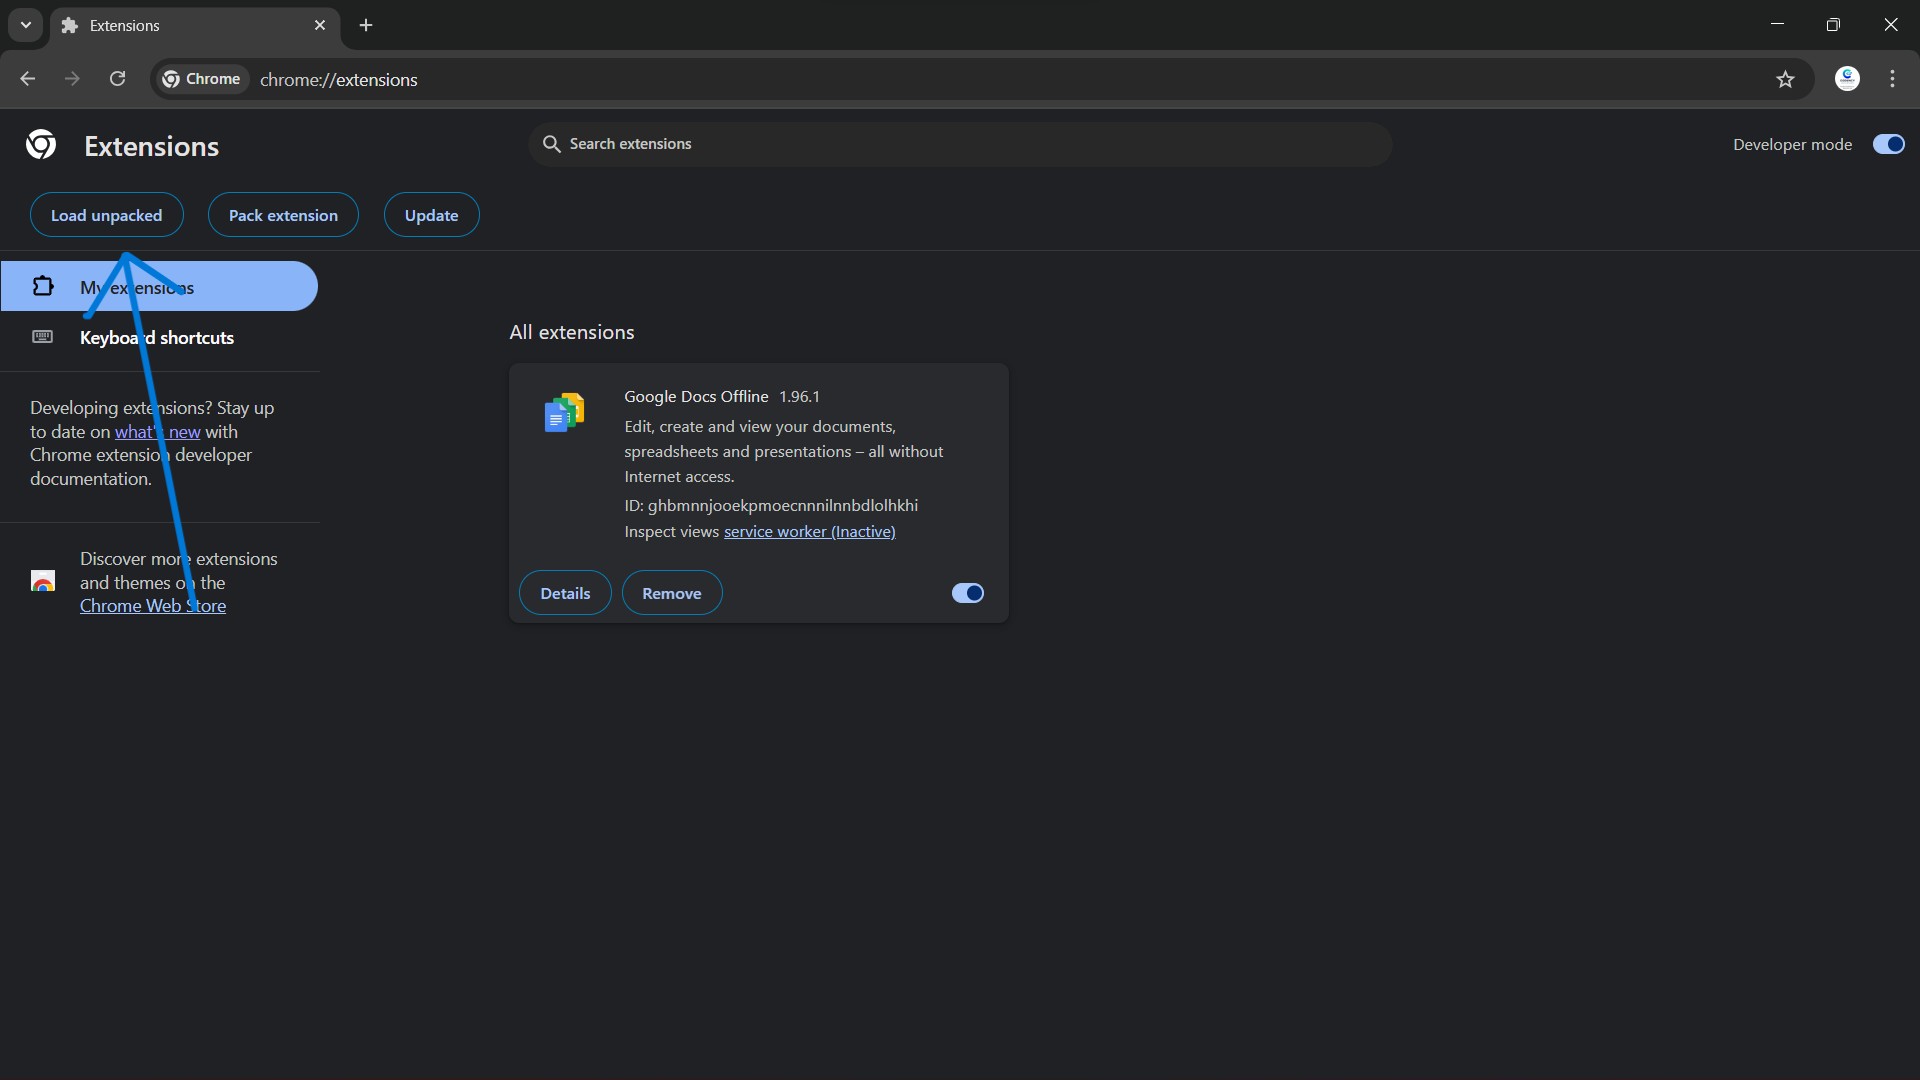 Extensions
Chrome
chrome://extensions
Extensions
Search extensions
Developer mode
Load unpacked
Pack extension
Update
My extensions
Keyboard shortcuts
Developing extensions? Stay up
to date on what's new with
Chrome extension developer
documentation.
Discover more extensions
and themes on the
Chrome Web Store
All extensions
Google Docs Offline 1.96.1
Edit, create and view your documents,
spreadsheets and presentations – all without
Internet access.
ID: ghbmnnjooekpmoecnnnilnnbdlolhkhi
Inspect views service worker (Inactive)
Details
Remove